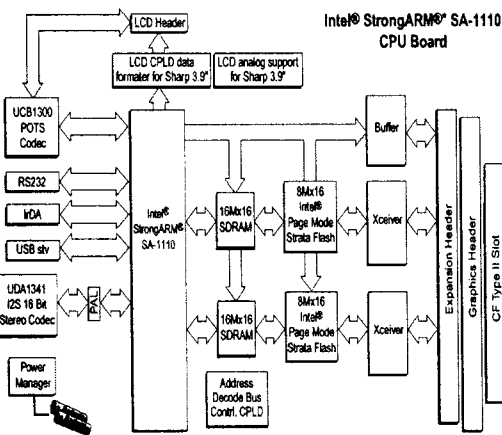 Intel® StrongARM®* SA-1110
CPU Board
LCD Header
LCD CPLD data
formater for Sharp 3.9"
LCD analog support
for Sharp 3.9"
UCB1300
POTS
Codec
Buffer
RS232
IrDA
USB slv
Intel®
StrongARM®
SA-1110
16Mx16
SDRAM
8Mx16
Intel®
Page Mode
Strata Flash
Xceiver
Expansion Header
Graphics Header
CF Type II Slot
UDA1341
I2S 16 Bit
Stereo Codec
PAL
16Mx16
SDRAM
8Mx16
Intel®
Page Mode
Strata Flash
Xceiver
Power
Manager
Address
Decode Bus
Contrl. CPLD